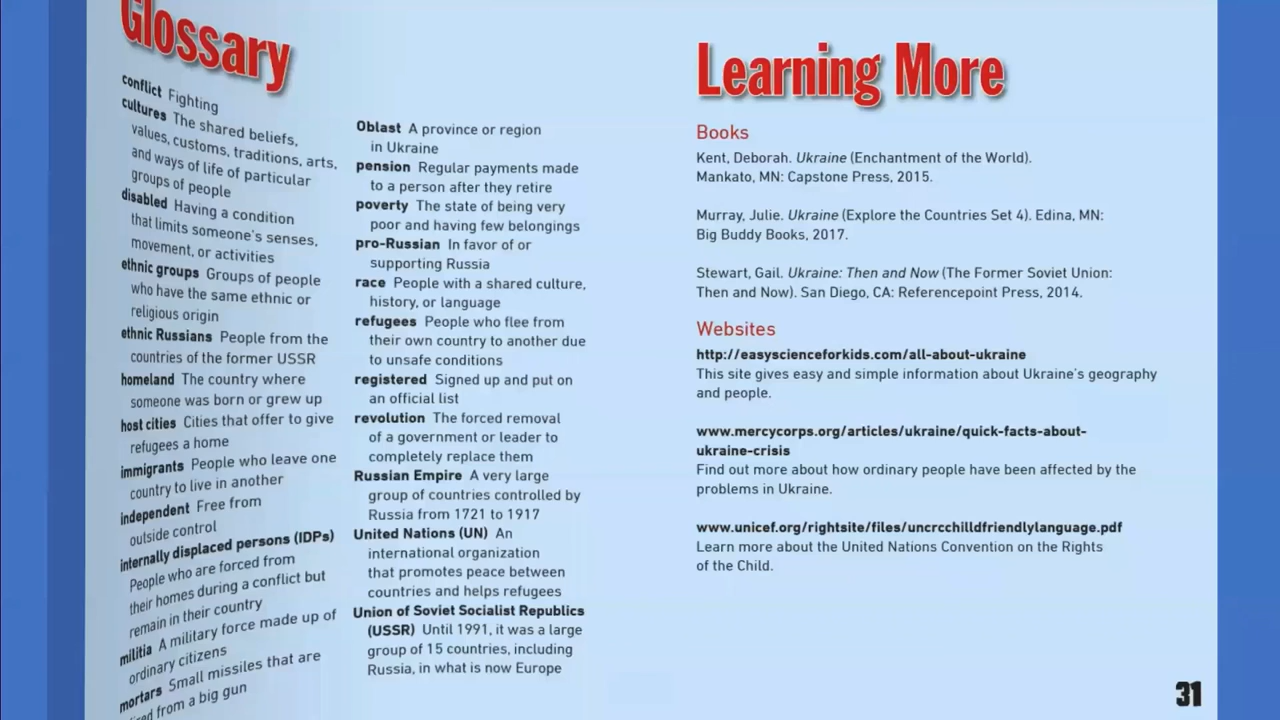 Glossary
conflict Fighting
cultures The shared beliefs,
values, customs, traditions, arts,
and ways of life of particular
groups of people
disabled Having a condition
that limits someone's senses,
movement, or activities
ethnic groups Groups of people
who have the same ethnic or
religious origin
ethnic Russians People from the
countries of the former USSR
homeland The country where
someone was born or grew up
host cities Cities that offer to give
refugees a home
immigrants People who leave one
country to live in another
independent Free from
outside control
internally displaced persons (IDPs)
People who are forced from
their homes during a conflict but
remain in their country
militia A military force made up of
ordinary citizens
mortars Small missiles that are
from a big gun
Oblast A province or region
in Ukraine
pension Regular payments made
to a person after they retire
poverty The state of being very
poor and having few belongings
pro-Russian In favor of or
supporting Russia
race People with a shared culture,
history, or language
refugees People who flee from
their own country to another due
to unsafe conditions
registered Signed up and put on
an official list
revolution The forced removal
of a government or leader to
completely replace them
Russian Empire A very large
group of countries controlled by
Russia from 1721 to 1917
United Nations (UN) An
international organization
that promotes peace between
countries and helps refugees
Union of Soviet Socialist Republics
(USSR) Until 1991, it was a large
group of 15 countries, including
Russia, in what is now Europe
Learning More
Books
Kent, Deborah. Ukraine (Enchantment of the World).
Mankato, MN: Capstone Press, 2015.
Murray, Julie. Ukraine (Explore the Countries Set 4). Edina, MN:
Big Buddy Books, 2017.
Stewart, Gail. Ukraine: Then and Now (The Former Soviet Union:
Then and Now). San Diego, CA: Referencepoint Press, 2014.
Websites
http://easyscienceforkids.com/all-about-ukraine
This site gives easy and simple information about Ukraine's geography
and people.
www.mercycorps.org/articles/ukraine/quick-facts-about-
ukraine-crisis
Find out more about how ordinary people have been affected by the
problems in Ukraine.
www.unicef.org/rightsite/files/uncrcchilldfriendlylanguage.pdf
Learn more about the United Nations Convention on the Rights
of the Child.
31